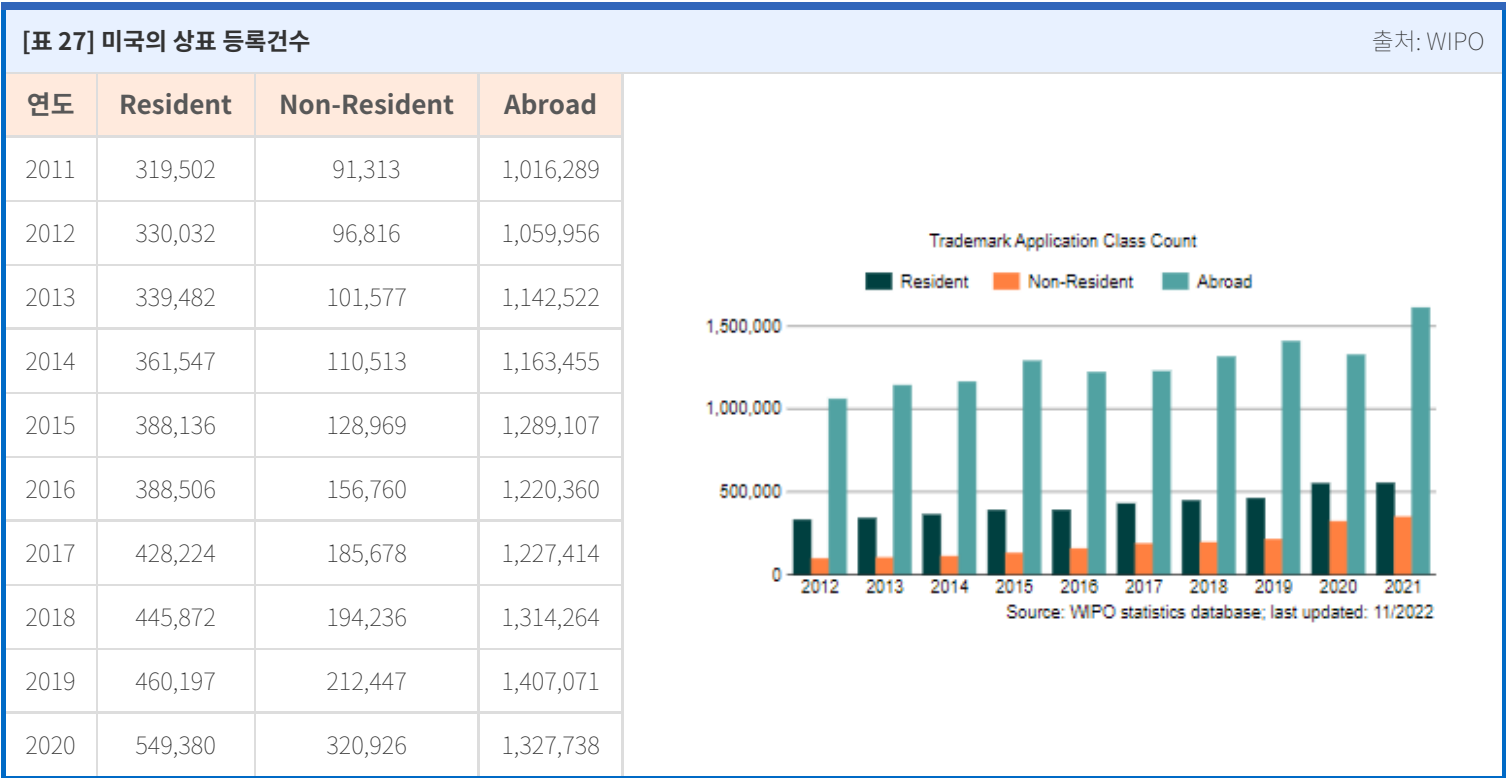 [표 27] 미국의 상표 등록건수 출처: WIPO
연도 Resident Non-Resident Abroad
2011 319,502 91,313 1,016,289
2012 330,032 96,816 1,059,956
2013 339,482 101,577 1,142,522
2014 361,547 110,513 1,163,455
2015 388,136 128,969 1,289,107
2016 388,506 156,760 1,220,360
2017 428,224 185,678 1,227,414
2018 445,872 194,236 1,314,264
2019 460,197 212,447 1,407,071
2020 549,380 320,926 1,327,738
Trademark Application Class Count
Resident Non-Resident Abroad
1,500,000
1,000,000
500,000
0
2012 2013 2014 2015 2016 2017 2018 2019 2020 2021
Source: WIPO statistics database; last updated: 11/2022